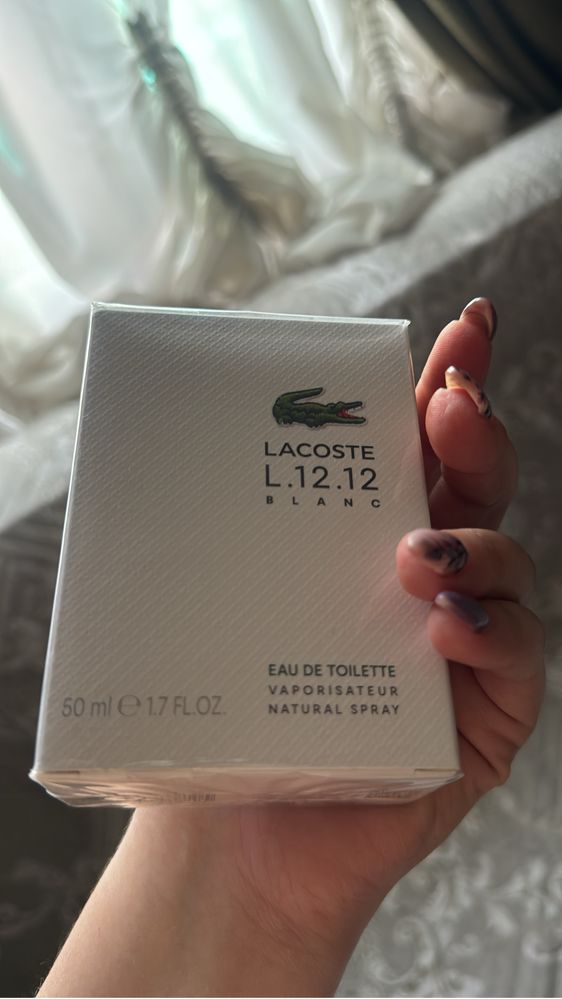 LACOSTE
L.12.12
BLANC
EAU DE TOILETTE
VAPORISATEUR
NATURAL SPRAY
50 ml ℮ 1.7 FL.OZ.